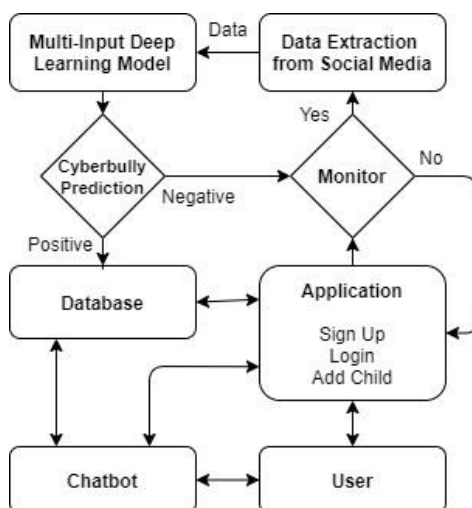 Multi-Input Deep
Learning Model
Data
Data Extraction
from Social Media
Yes
Cyberbully
Prediction
Negative
Monitor
No
Positive
Database
Application
Sign Up
Login
Add Child
Chatbot
User